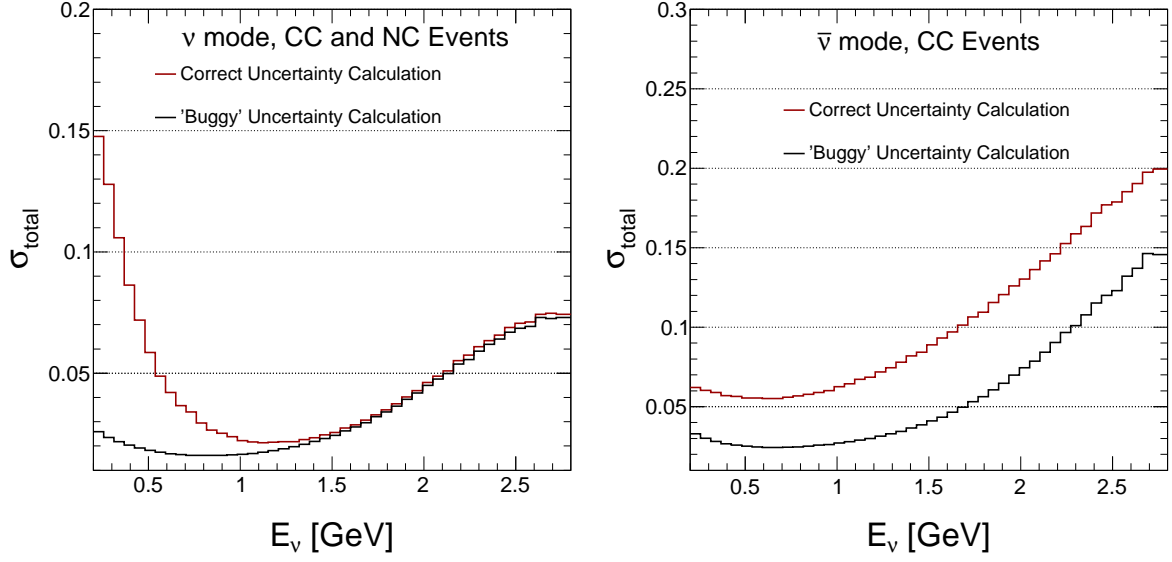 ν mode, CC and NC Events
Correct Uncertainty Calculation
'Buggy' Uncertainty Calculation
0.2
0.15
0.1
0.05
σtotal
0.5 1 1.5 2 2.5
Eν [GeV]
ν̄ mode, CC Events
Correct Uncertainty Calculation
'Buggy' Uncertainty Calculation
0.3
0.25
0.2
0.15
0.1
0.05
σtotal
0.5 1 1.5 2 2.5
Eν [GeV]